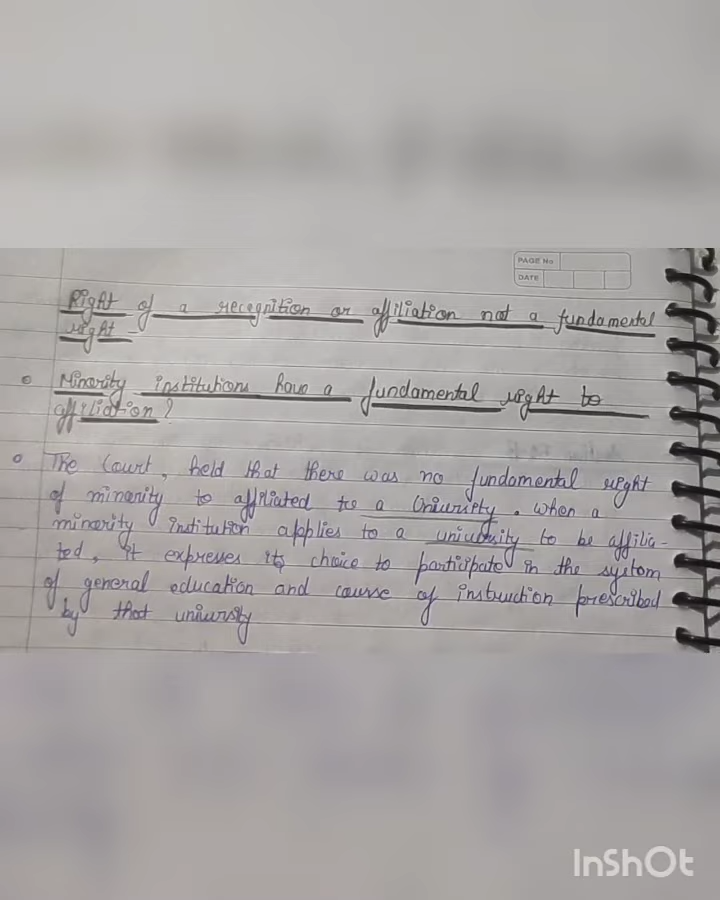 PAGE No
DATE
Right of a recognition or affiliation not a fundamental
right -
Minority institutions have a fundamental right to
affiliation?
The Court, held that there was no fundamental right
of minority to affiliated to a University. when a
minority institution applies to a university to be affilia-
ted, it expresses its choice to participate in the system
of general education and course of instruction prescribed
by that university
InShOt